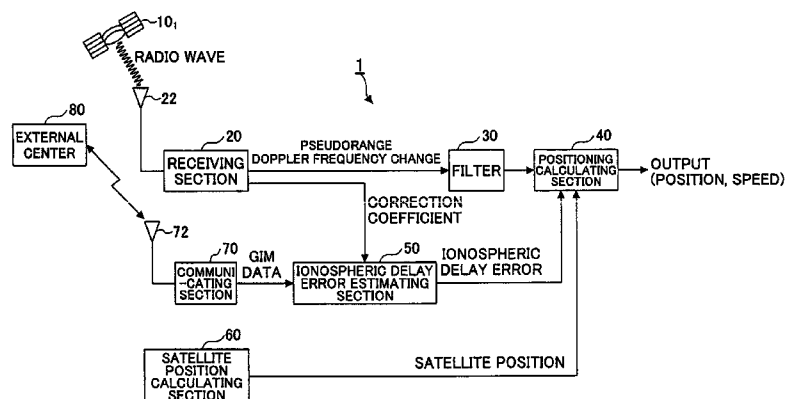 10₁
RADIO WAVE
1
22
80
EXTERNAL
CENTER
20
RECEIVING
SECTION
PSEUDORANGE
DOPPLER FREQUENCY CHANGE
30
FILTER
40
POSITIONING
CALCULATING
SECTION
OUTPUT
(POSITION, SPEED)
CORRECTION
COEFFICIENT
72
70
COMMUNI
-CATING
SECTION
GIM
DATA
50
IONOSPHERIC DELAY
ERROR ESTIMATING
SECTION
IONOSPHERIC
DELAY ERROR
60
SATELLITE
POSITION
CALCULATING
SECTION
SATELLITE POSITION